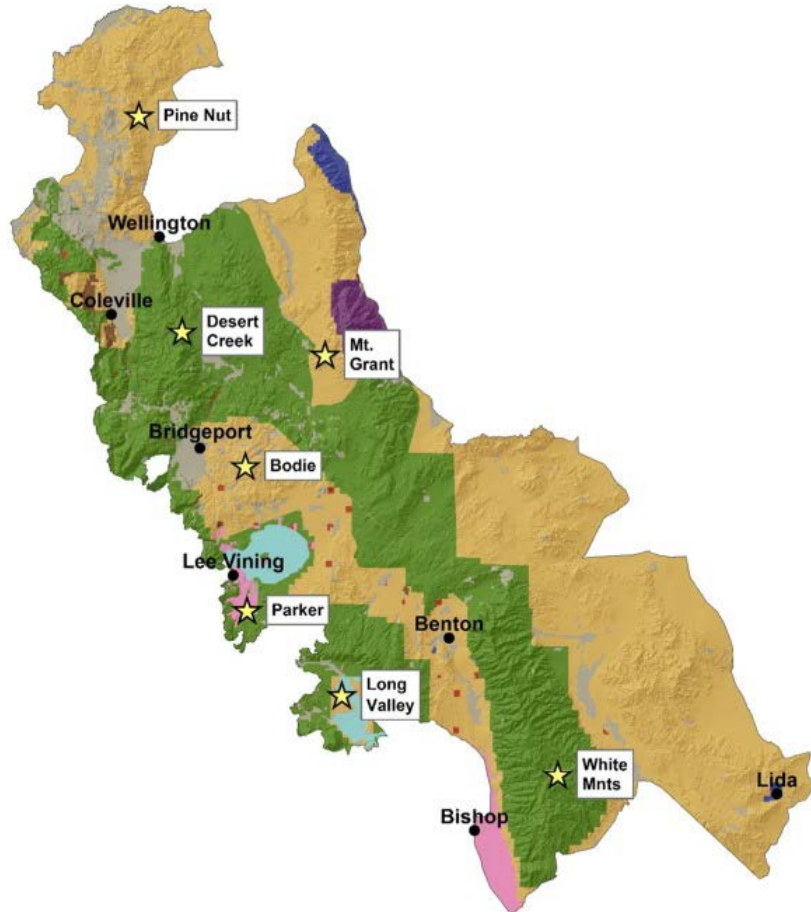 Pine Nut
Wellington
Coleville
Desert
Creek
Mt.
Grant
Bridgeport
Bodie
Lee Vining
Parker
Benton
Long
Valley
White
Mnts
Lida
Bishop